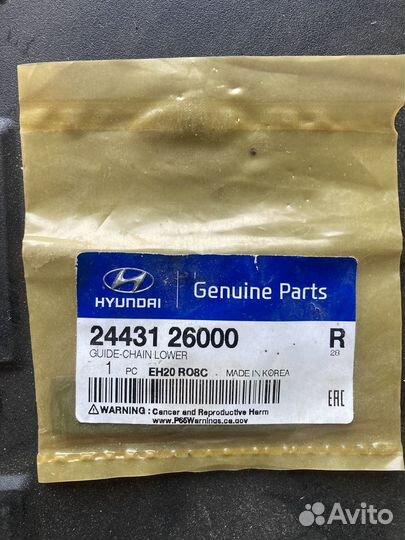 HYUNDAI
Genuine Parts
24431 26000 R
GUIDE-CHAIN LOWER 28
1 PC EH20 RO8C MADE IN KOREA
EAC
⚠ WARNING : Cancer and Reproductive Harm
www.P65Warnings.ca.gov
Avito